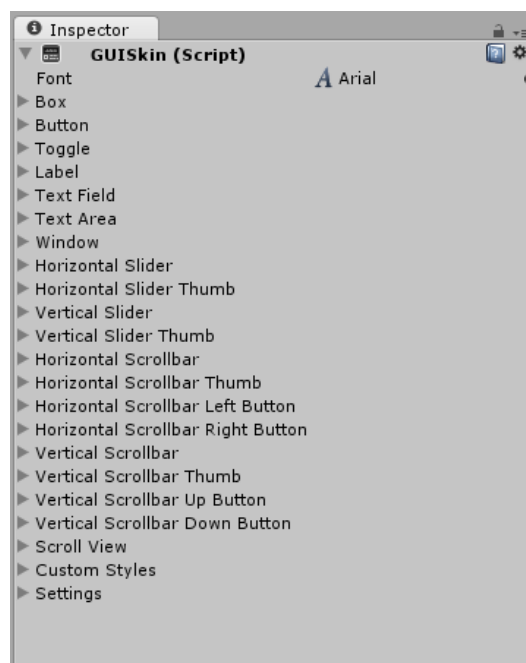 Inspector
GUISkin (Script)
Font Arial
Box
Button
Toggle
Label
Text Field
Text Area
Window
Horizontal Slider
Horizontal Slider Thumb
Vertical Slider
Vertical Slider Thumb
Horizontal Scrollbar
Horizontal Scrollbar Thumb
Horizontal Scrollbar Left Button
Horizontal Scrollbar Right Button
Vertical Scrollbar
Vertical Scrollbar Thumb
Vertical Scrollbar Up Button
Vertical Scrollbar Down Button
Scroll View
Custom Styles
Settings